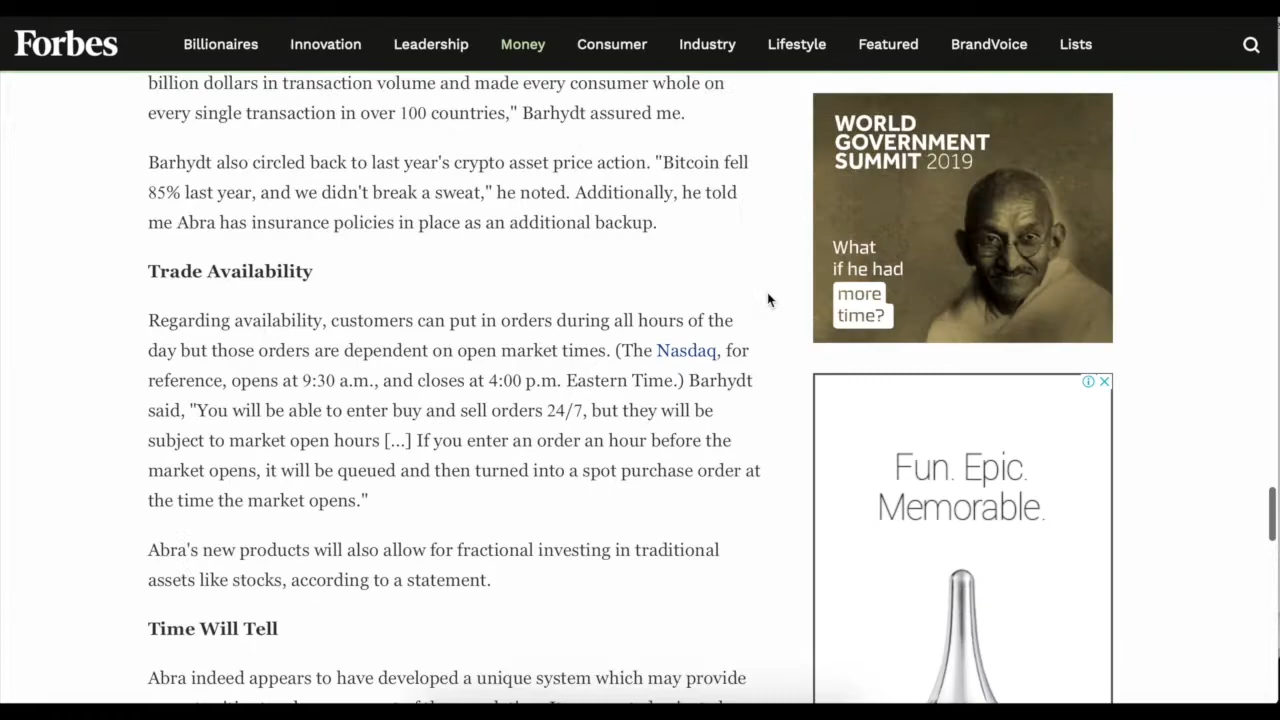 Forbes
Billionaires Innovation Leadership Money Consumer Industry Lifestyle Featured BrandVoice Lists
billion dollars in transaction volume and made every consumer whole on
every single transaction in over 100 countries," Barhydt assured me.
Barhydt also circled back to last year's crypto asset price action. "Bitcoin fell
85% last year, and we didn't break a sweat," he noted. Additionally, he told
me Abra has insurance policies in place as an additional backup.
Trade Availability
Regarding availability, customers can put in orders during all hours of the
day but those orders are dependent on open market times. (The Nasdaq, for
reference, opens at 9:30 a.m., and closes at 4:00 p.m. Eastern Time.) Barhydt
said, "You will be able to enter buy and sell orders 24/7, but they will be
subject to market open hours [...] If you enter an order an hour before the
market opens, it will be queued and then turned into a spot purchase order at
the time the market opens."
Abra's new products will also allow for fractional investing in traditional
assets like stocks, according to a statement.
Time Will Tell
Abra indeed appears to have developed a unique system which may provide
WORLD
GOVERNMENT
SUMMIT 2019
What
if he had
more
time?
Fun. Epic.
Memorable.